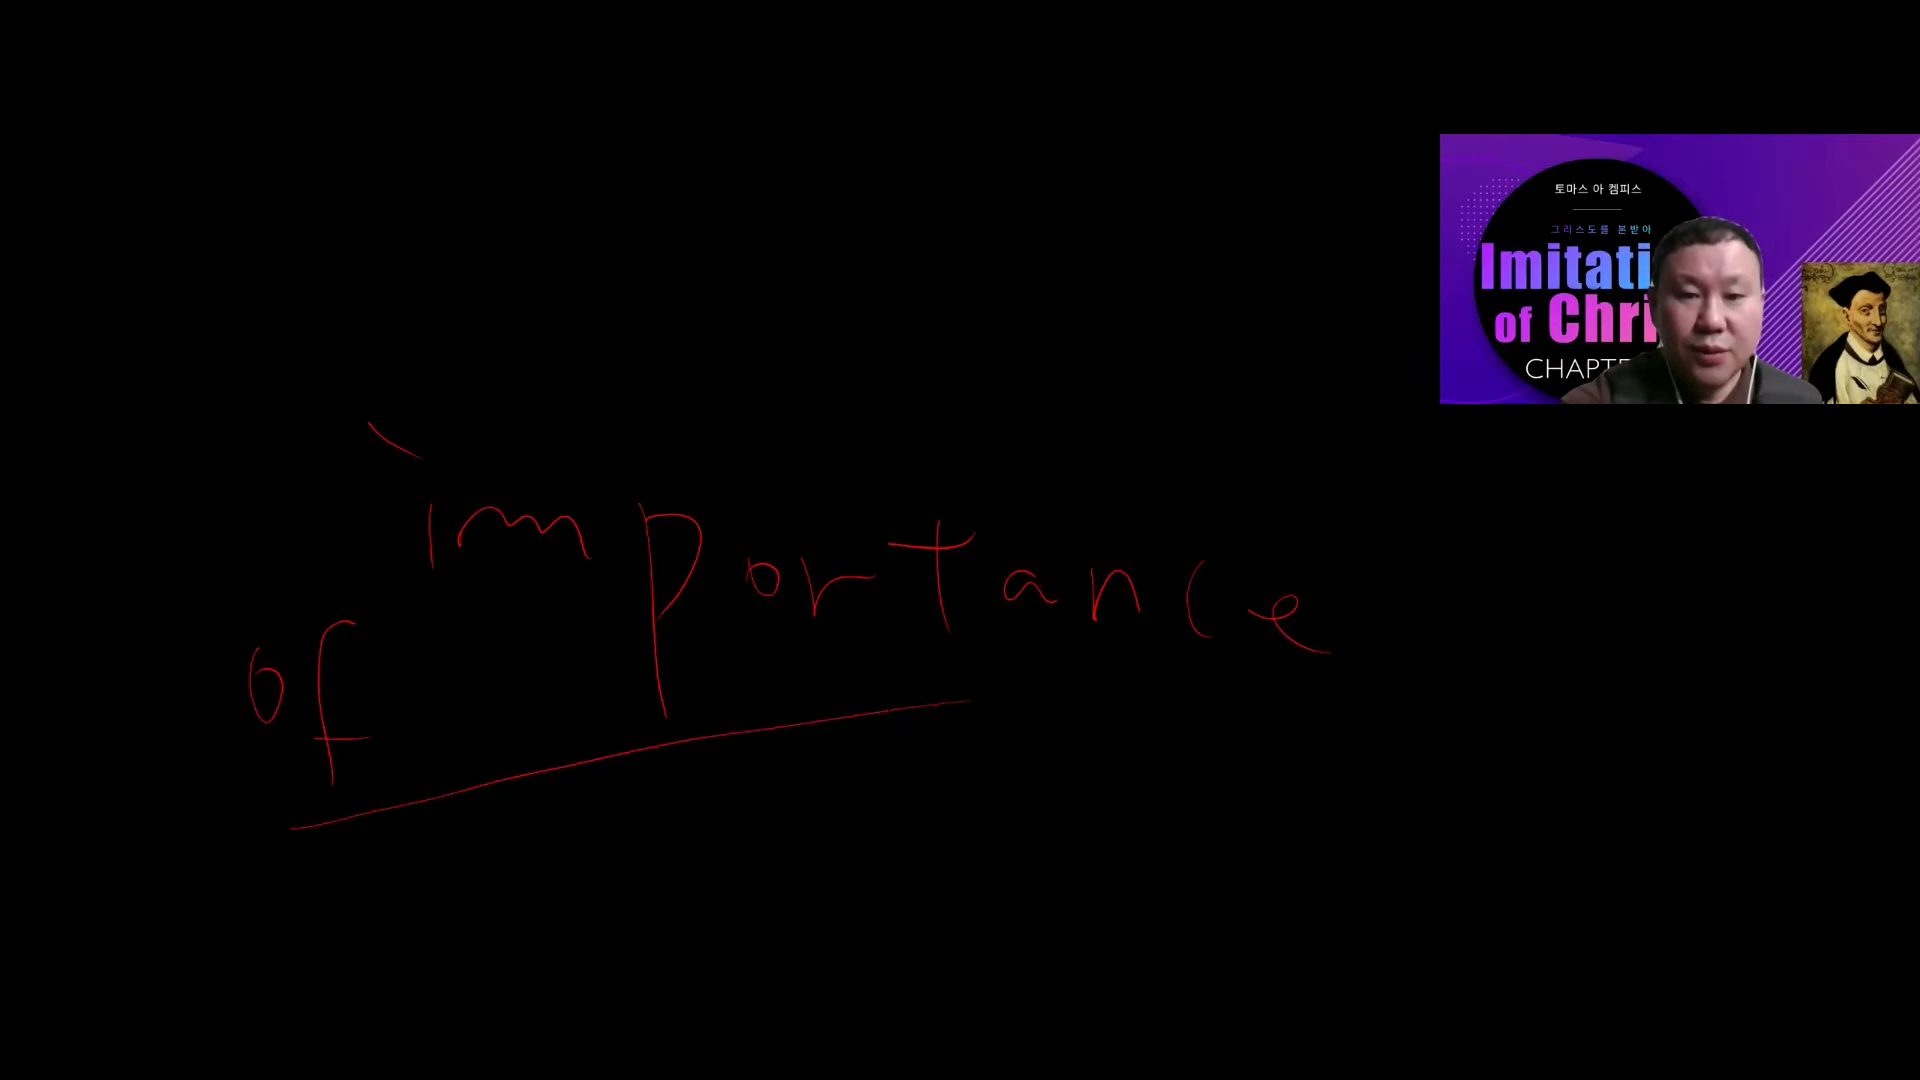 토마스 아 켐피스
그리스도를 본받아
Imitati
of Chri
CHAPTE
importance
of